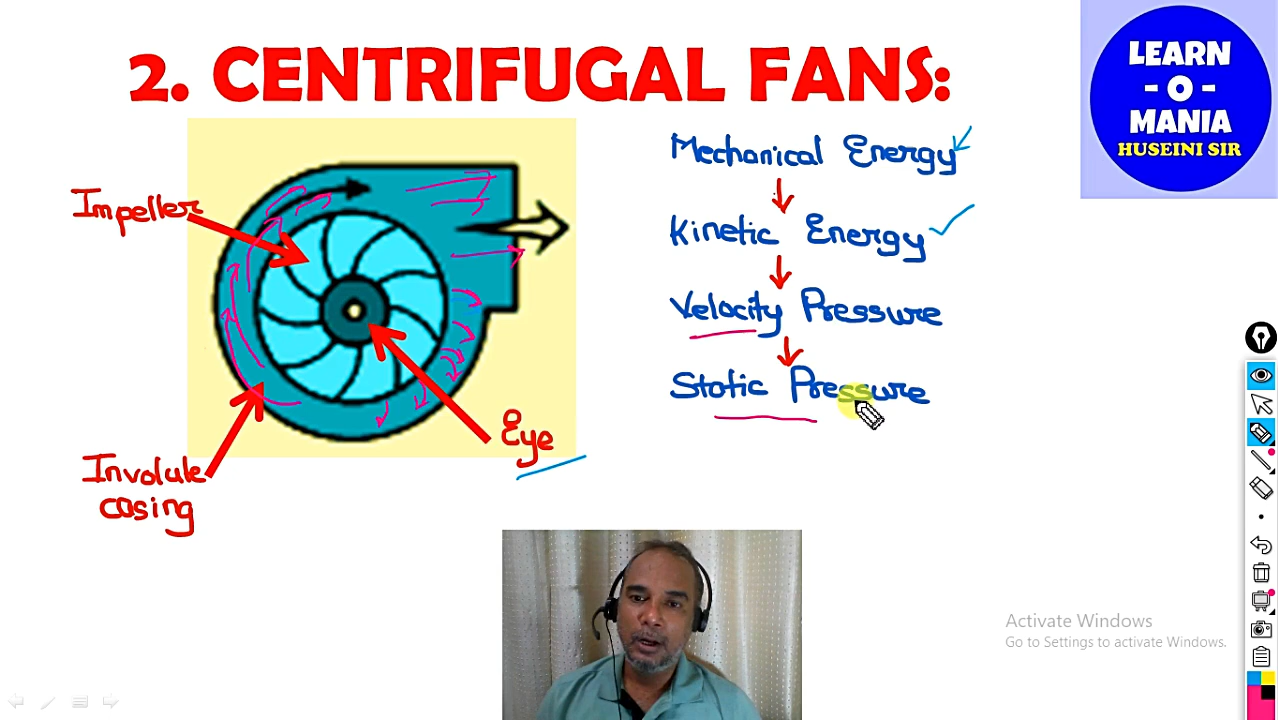 2. CENTRIFUGAL FANS:
LEARN
- O -
MANIA
HUSEINI SIR
Mechanical Energy
Impeller
Kinetic Energy
Velocity Pressure
Static Pressure
Eye
Involute
casing
Activate Windows
Go to Settings to activate Windows.